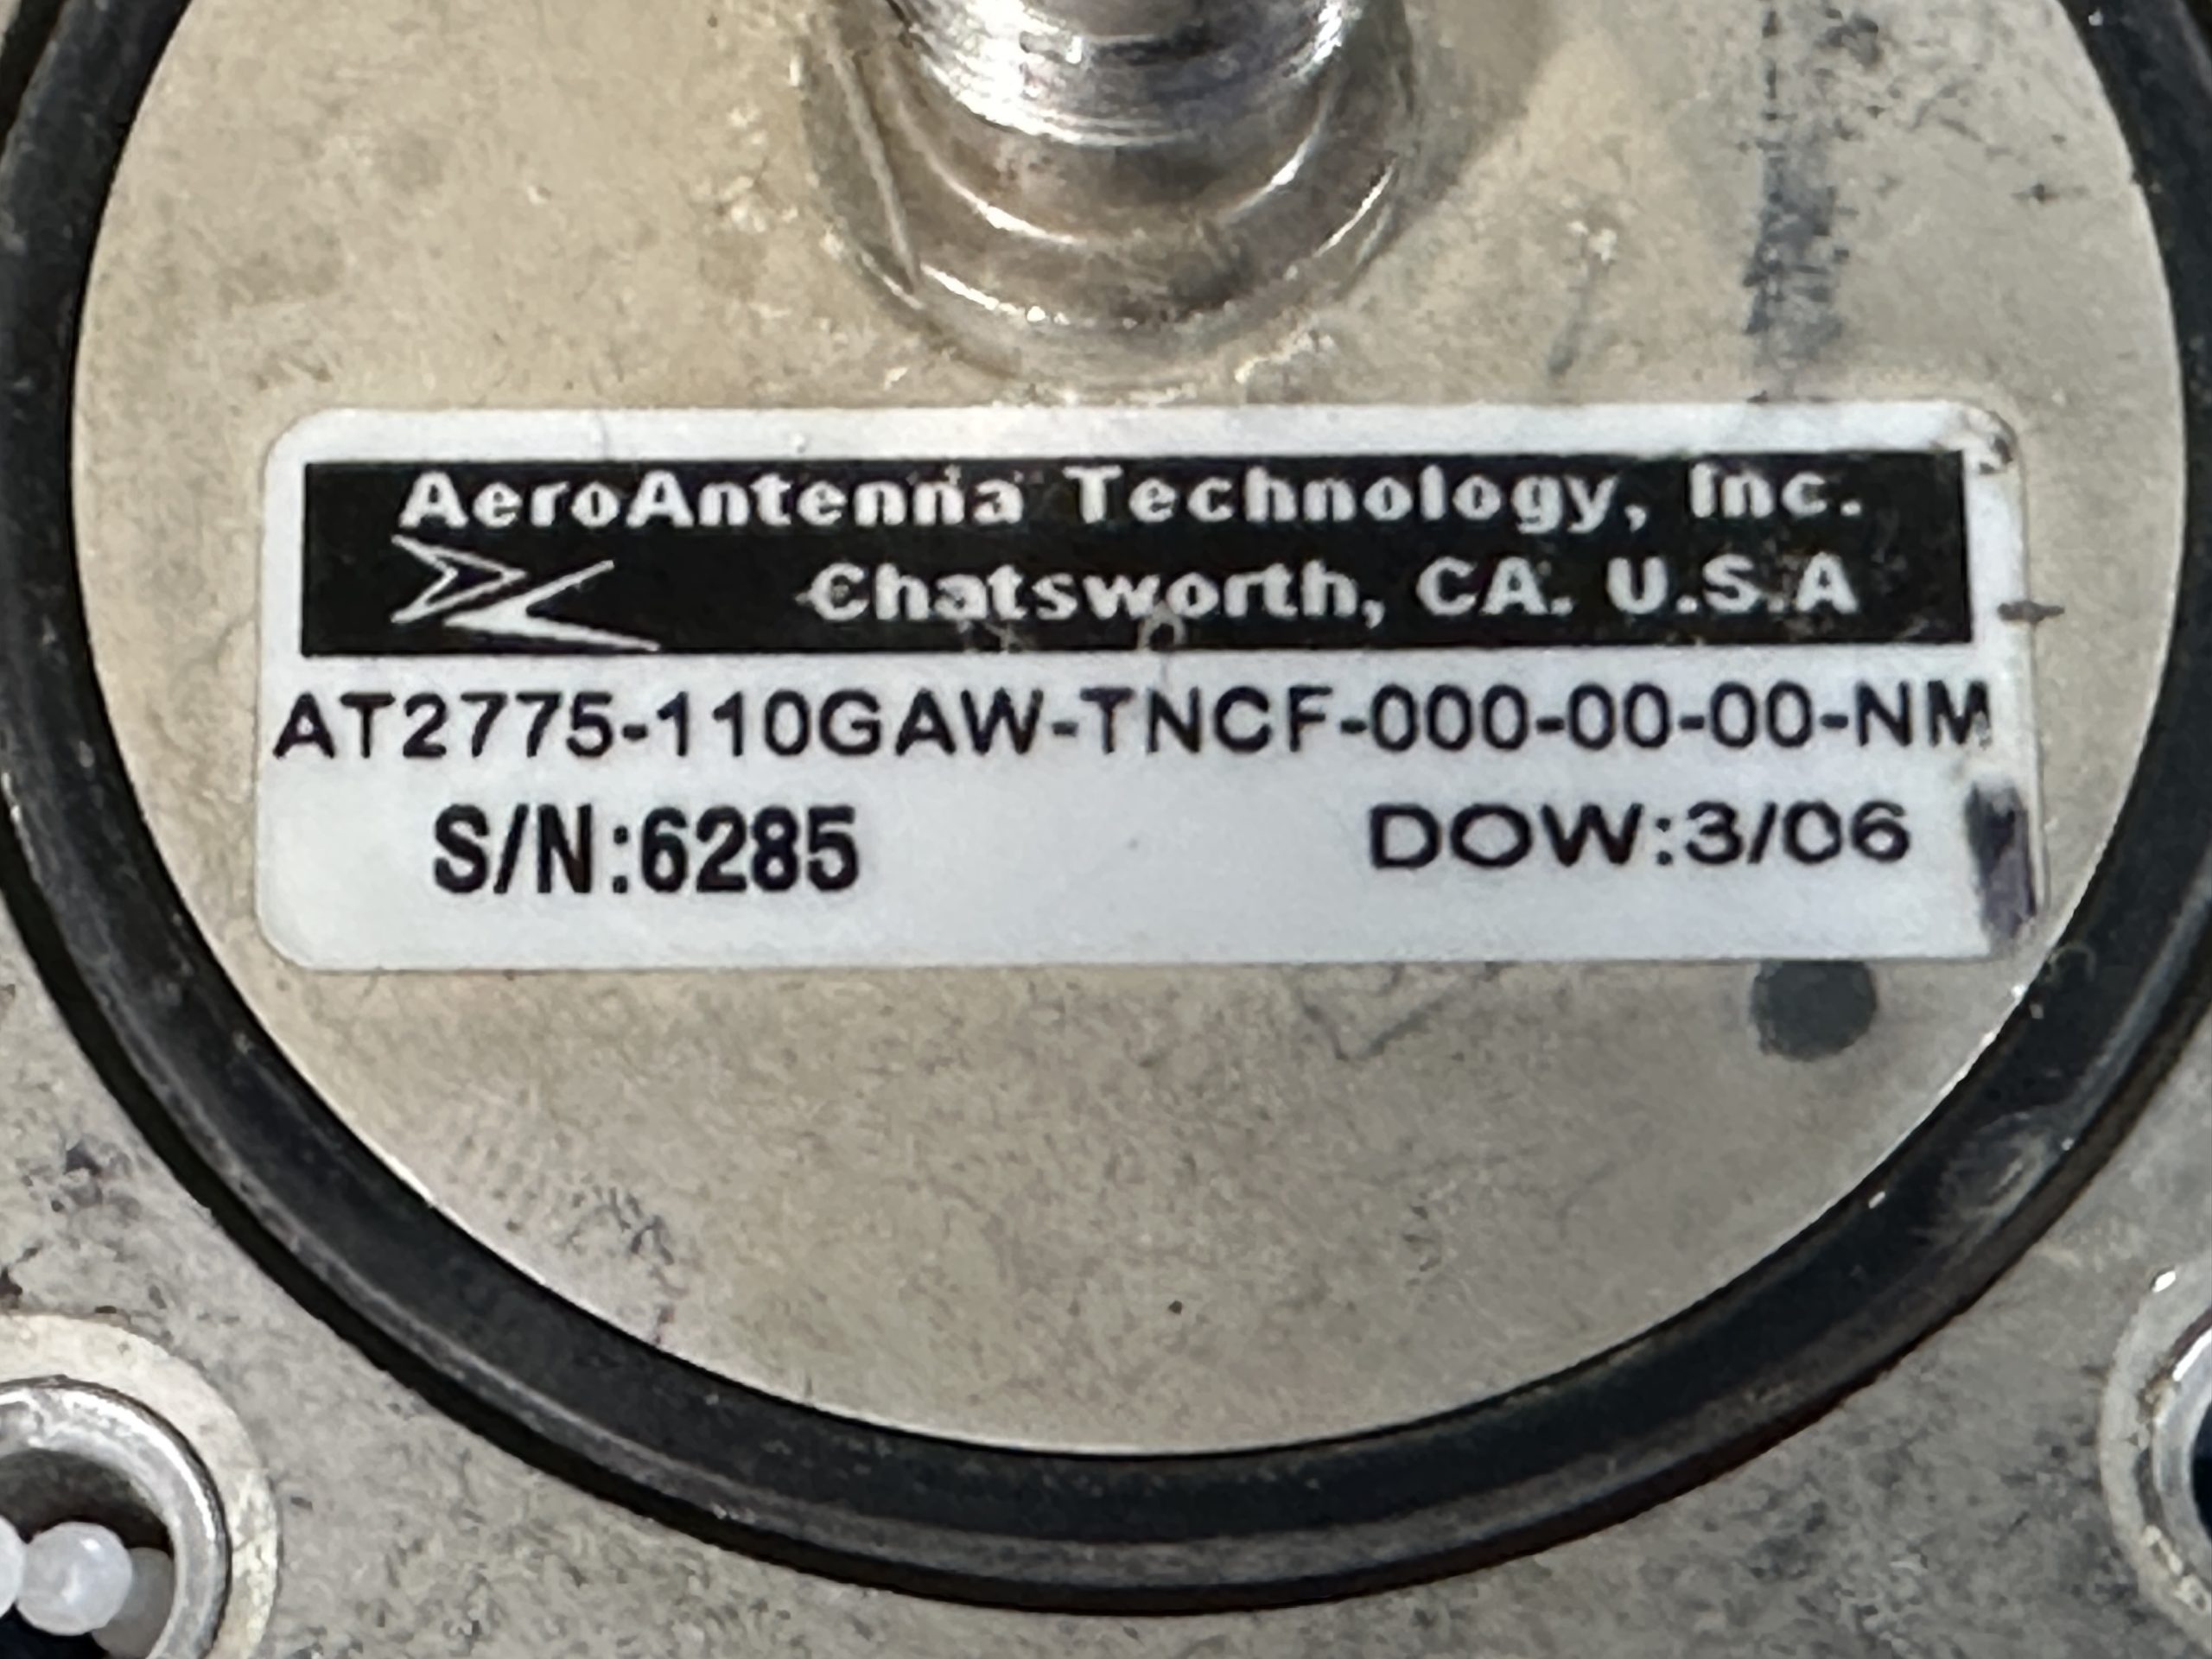 AeroAntenna Technology, Inc.
Chatsworth, CA. U.S.A
AT2775-110GAW-TNCF-000-00-00-NM
S/N:6285 DOW:3/06